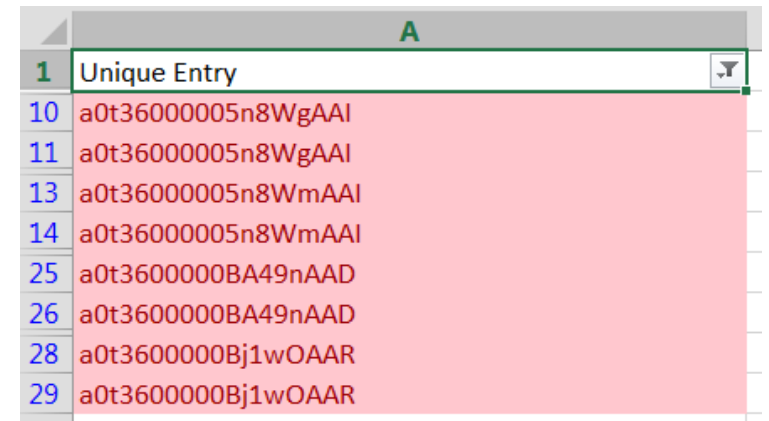 A
1 Unique Entry
10 a0t36000005n8WgAAI
11 a0t36000005n8WgAAI
13 a0t36000005n8WmAAI
14 a0t36000005n8WmAAI
25 a0t3600000BA49nAAD
26 a0t3600000BA49nAAD
28 a0t3600000Bj1wOAAR
29 a0t3600000Bj1wOAAR